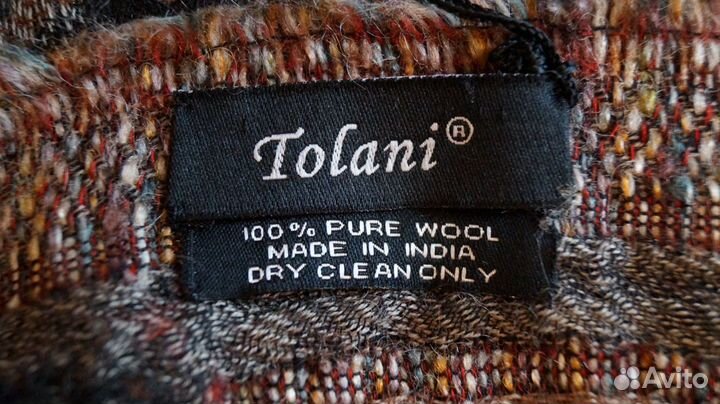 Tolani®
100% PURE WOOL
MADE IN INDIA
DRY CLEAN ONLY
Avito